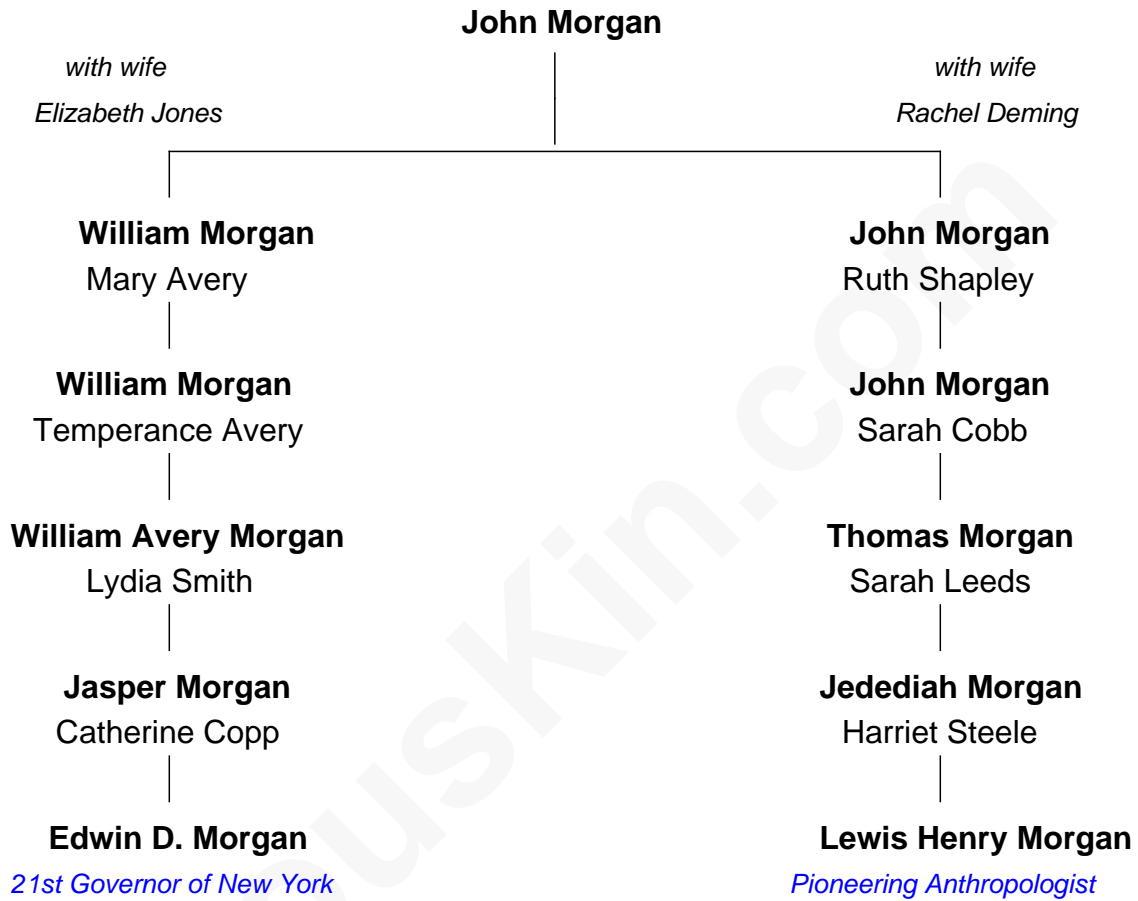 John Morgan
with wife
Elizabeth Jones
with wife
Rachel Deming
William Morgan
Mary Avery
John Morgan
Ruth Shapley
William Morgan
Temperance Avery
John Morgan
Sarah Cobb
William Avery Morgan
Lydia Smith
Thomas Morgan
Sarah Leeds
Jasper Morgan
Catherine Copp
Jedediah Morgan
Harriet Steele
Edwin D. Morgan
21st Governor of New York
Lewis Henry Morgan
Pioneering Anthropologist
ouskin.com